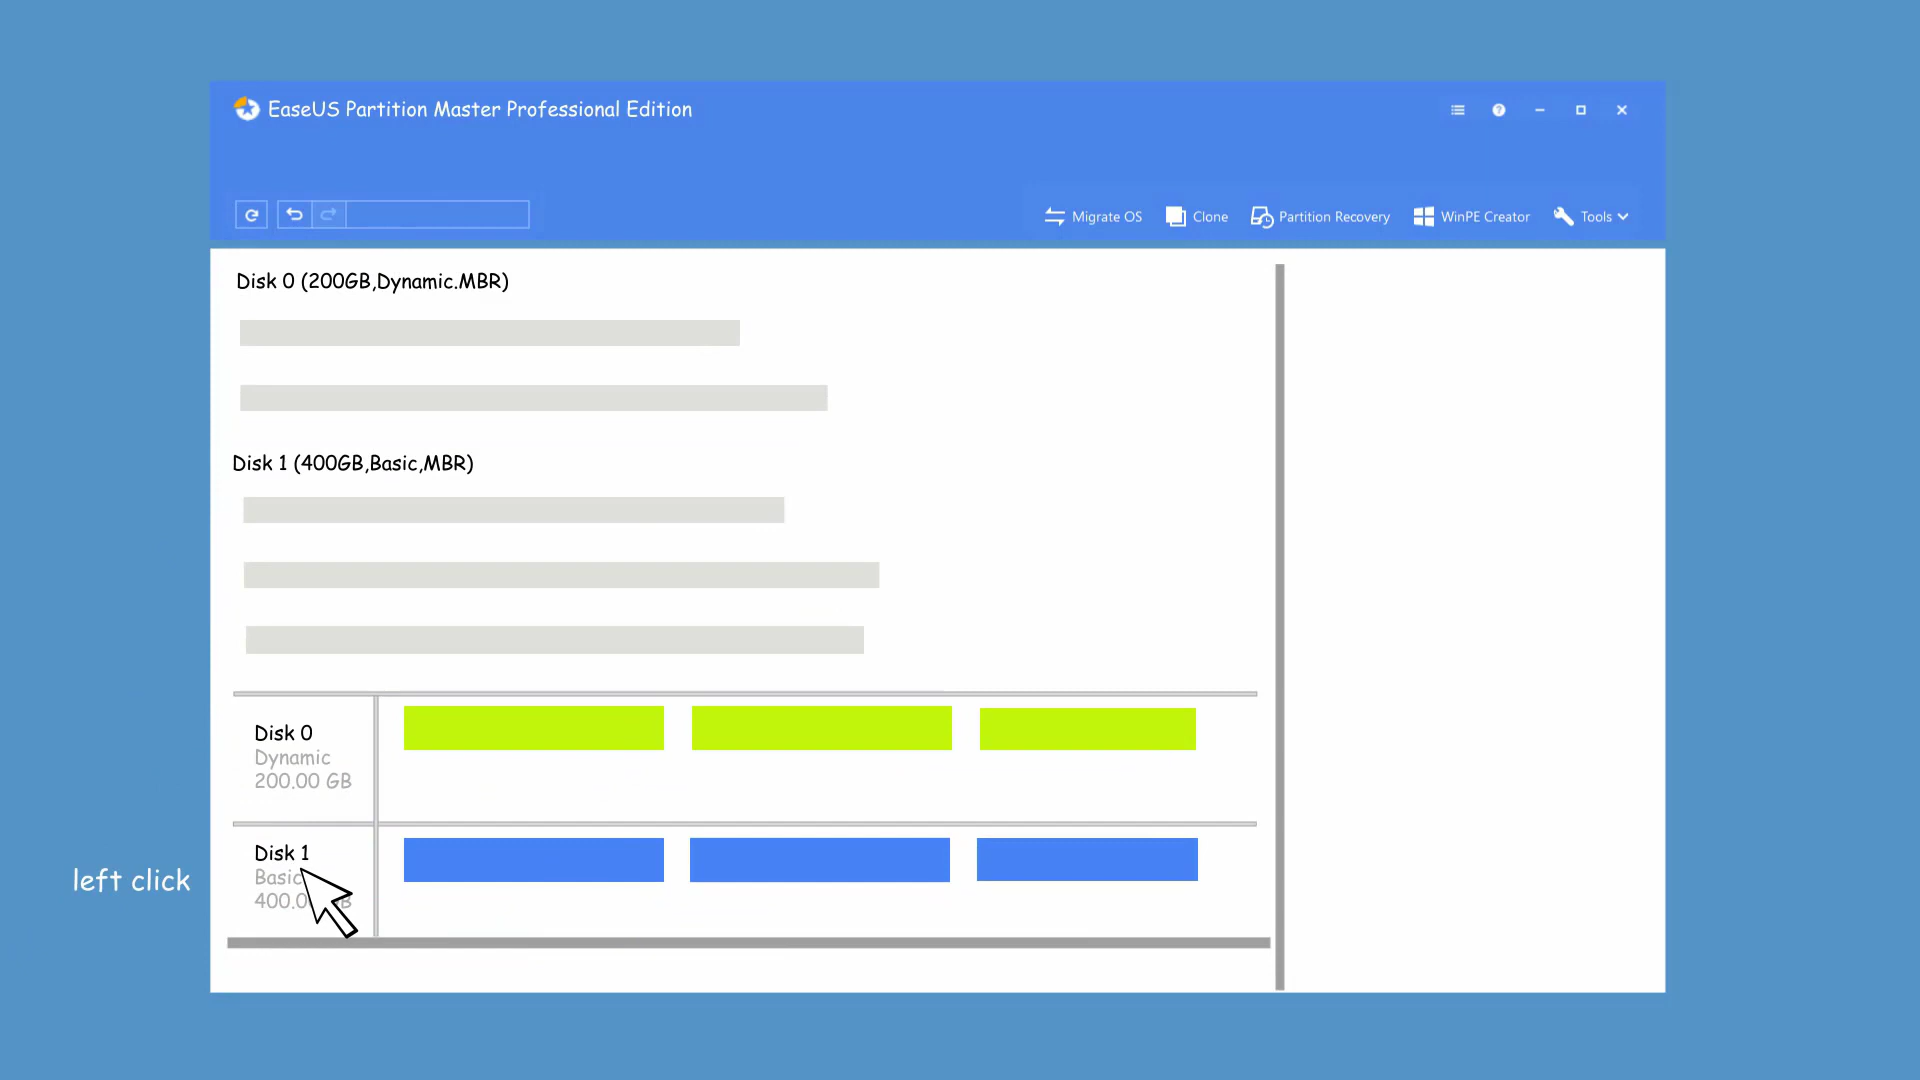 EaseUS Partition Master Professional Edition
Migrate OS Clone Partition Recovery WinPE Creator Tools
Disk 0 (200GB,Dynamic.MBR)
Disk 1 (400GB,Basic,MBR)
Disk 0
Dynamic
200.00 GB
Disk 1
Basic
left click